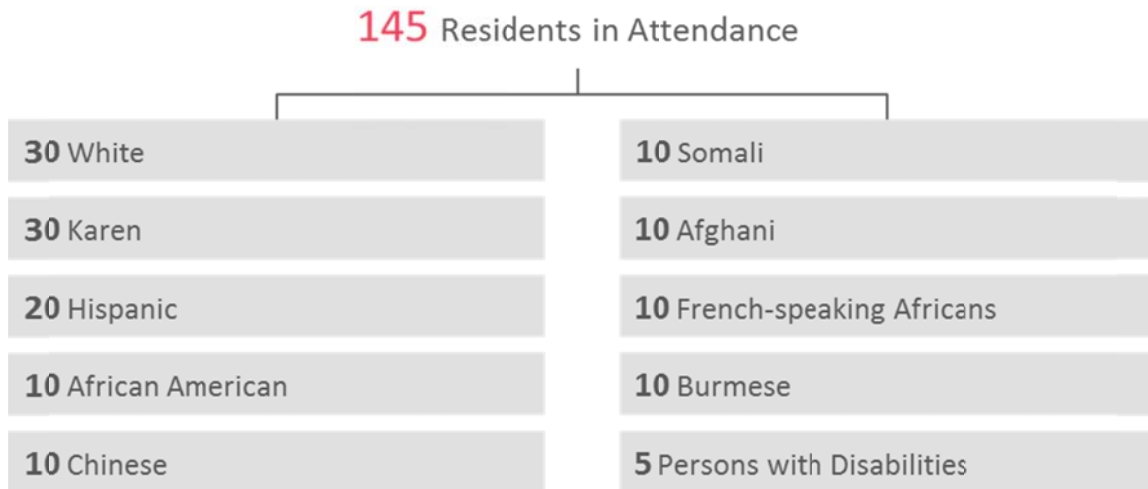 145 Residents in Attendance
30 White
30 Karen
20 Hispanic
10 African American
10 Chinese
10 Somali
10 Afghani
10 French-speaking Africans
10 Burmese
5 Persons with Disabilities